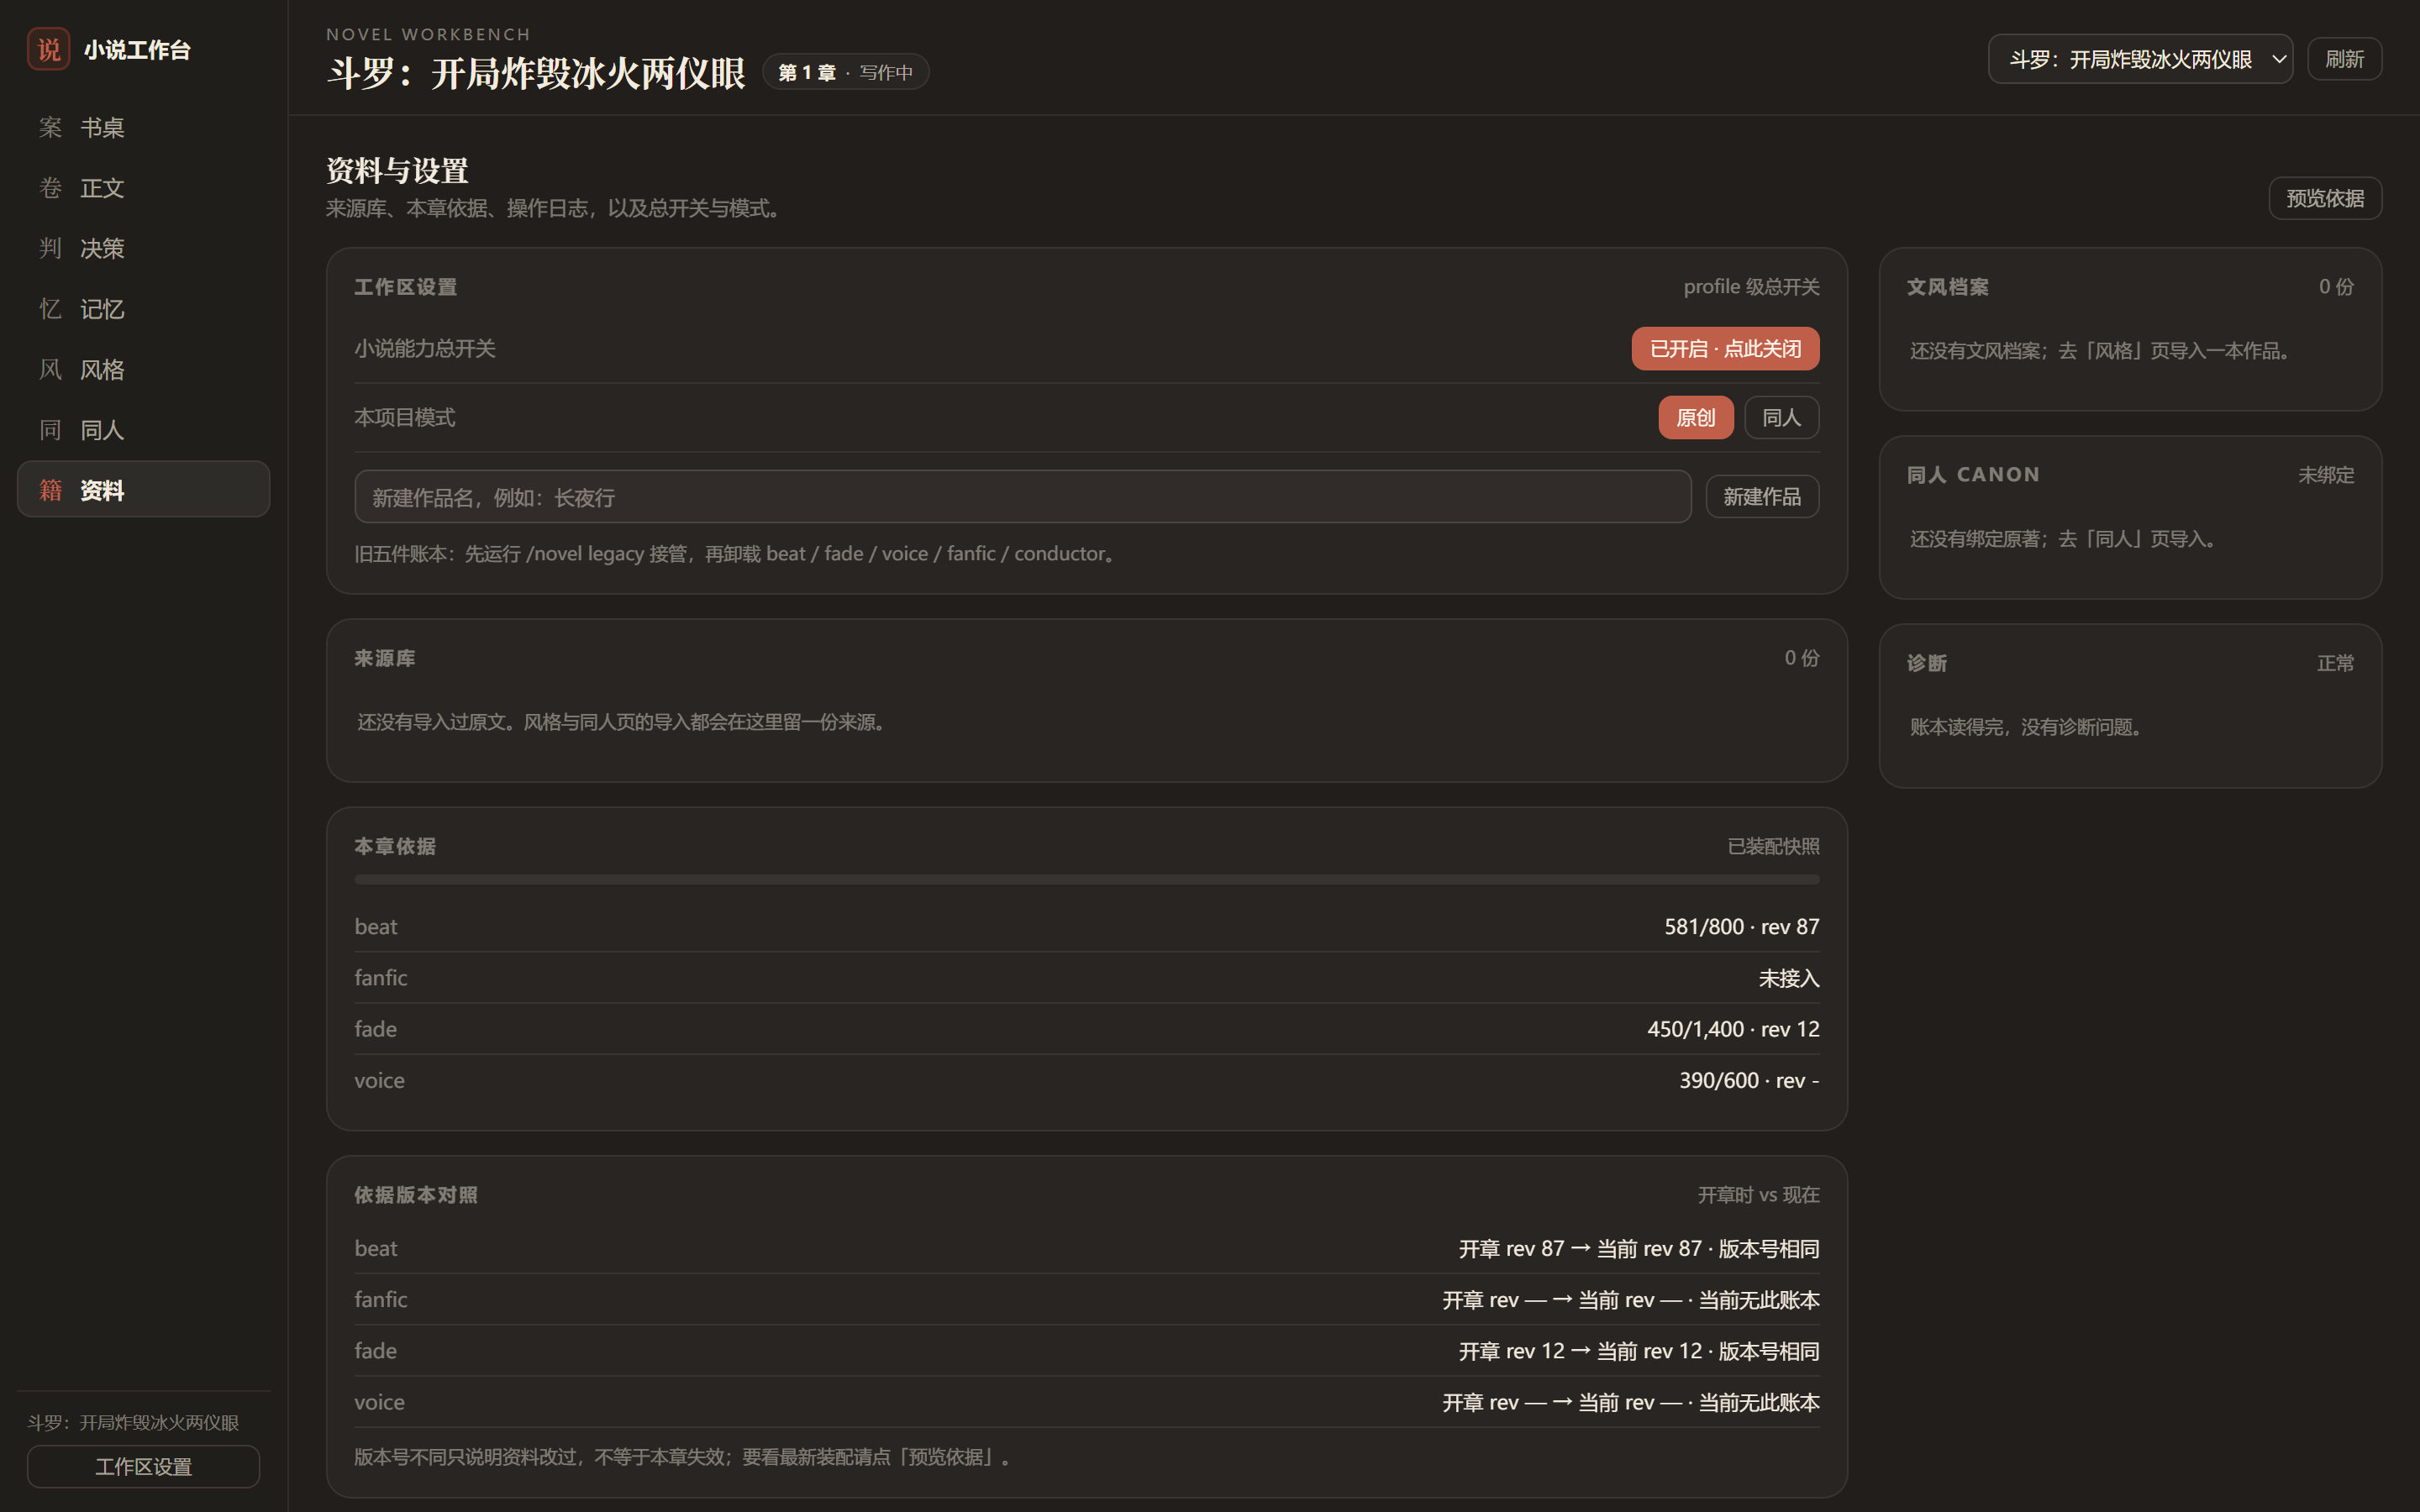 说 小说工作台
案 书桌
卷 正文
判 决策
忆 记忆
风 风格
同 同人
籍 资料
斗罗：开局炸毁冰火两仪眼
工作区设置
NOVEL WORKBENCH
斗罗：开局炸毁冰火两仪眼 第 1 章 · 写作中
斗罗：开局炸毁冰火两仪眼 刷新
资料与设置
来源库、本章依据、操作日志，以及总开关与模式。
预览依据
工作区设置 profile 级总开关
小说能力总开关 已开启 · 点此关闭
本项目模式 原创 同人
新建作品名，例如：长夜行 新建作品
旧五件账本：先运行 /novel legacy 接管，再卸载 beat / fade / voice / fanfic / conductor。
来源库 0 份
还没有导入过原文。风格与同人页的导入都会在这里留一份来源。
本章依据 已装配快照
beat 581/800 · rev 87
fanfic 未接入
fade 450/1,400 · rev 12
voice 390/600 · rev -
依据版本对照 开章时 vs 现在
beat 开章 rev 87 → 当前 rev 87 · 版本号相同
fanfic 开章 rev — → 当前 rev — · 当前无此账本
fade 开章 rev 12 → 当前 rev 12 · 版本号相同
voice 开章 rev — → 当前 rev — · 当前无此账本
版本号不同只说明资料改过，不等于本章失效；要看最新装配请点「预览依据」。
文风档案 0 份
还没有文风档案；去「风格」页导入一本作品。
同人 CANON 未绑定
还没有绑定原著；去「同人」页导入。
诊断 正常
账本读得完，没有诊断问题。